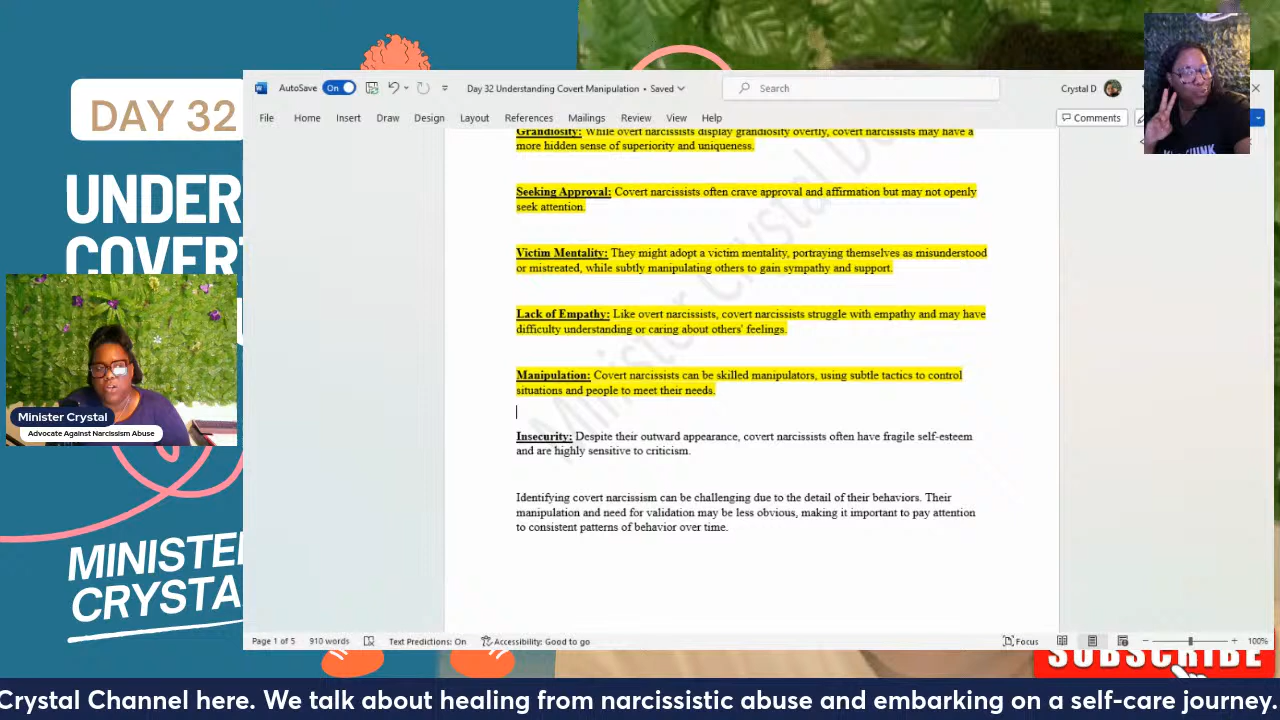 DAY 32
UNDER
COVERT
MINISTER
CRYSTA
Minister Crystal
Advocate Against Narcissism Abuse
AutoSave On
Day 32 Understanding Covert Manipulation • Saved
Search
Crystal D
File Home Insert Draw Design Layout References Mailings Review View Help
Comments
Grandiosity: While overt narcissists display grandiosity overtly, covert narcissists may have a
more hidden sense of superiority and uniqueness.
Seeking Approval: Covert narcissists often crave approval and affirmation but may not openly
seek attention.
Victim Mentality: They might adopt a victim mentality, portraying themselves as misunderstood
or mistreated, while subtly manipulating others to gain sympathy and support.
Lack of Empathy: Like overt narcissists, covert narcissists struggle with empathy and may have
difficulty understanding or caring about others' feelings.
Manipulation: Covert narcissists can be skilled manipulators, using subtle tactics to control
situations and people to meet their needs.
Insecurity: Despite their outward appearance, covert narcissists often have fragile self-esteem
and are highly sensitive to criticism.
Identifying covert narcissism can be challenging due to the detail of their behaviors. Their
manipulation and need for validation may be less obvious, making it important to pay attention
to consistent patterns of behavior over time.
Minister Crystal D
Page 1 of 5 910 words Text Predictions: On Accessibility: Good to go
Focus
100%
SUBSCRIBE
Crystal Channel here. We talk about healing from narcissistic abuse and embarking on a self-care journey.